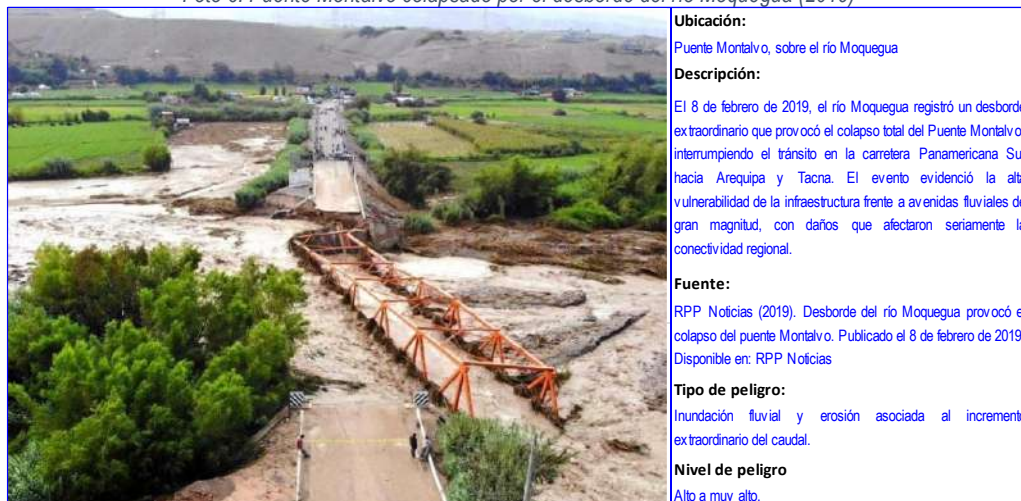 Ubicación:
Puente Montalvo, sobre el río Moquegua
Descripción:
El 8 de febrero de 2019, el río Moquegua registró un desborde
extraordinario que provocó el colapso total del Puente Montalvo
interrumpiendo el tránsito en la carretera Panamericana Su
hacia Arequipa y Tacna. El evento evidenció la alta
vulnerabilidad de la infraestructura frente a avenidas fluviales de
gran magnitud, con daños que afectaron seriamente la
conectividad regional.
Fuente:
RPP Noticias (2019). Desborde del río Moquegua provocó e
colapso del puente Montalvo. Publicado el 8 de febrero de 2019
Disponible en: RPP Noticias
Tipo de peligro:
Inundación fluvial y erosión asociada al incremento
extraordinario del caudal.
Nivel de peligro
Alto a muy alto.